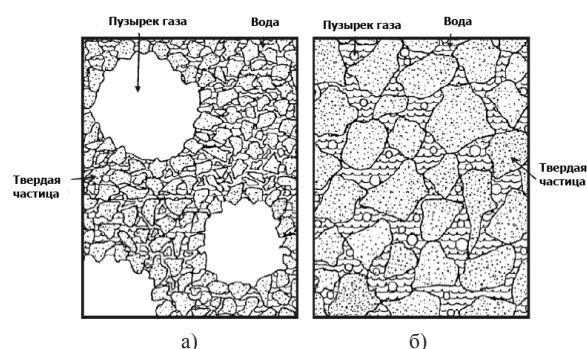 Пузырек газа
Вода
Твердая
частица
а)
Пузырек газа
Вода
Твердая
частица
б)